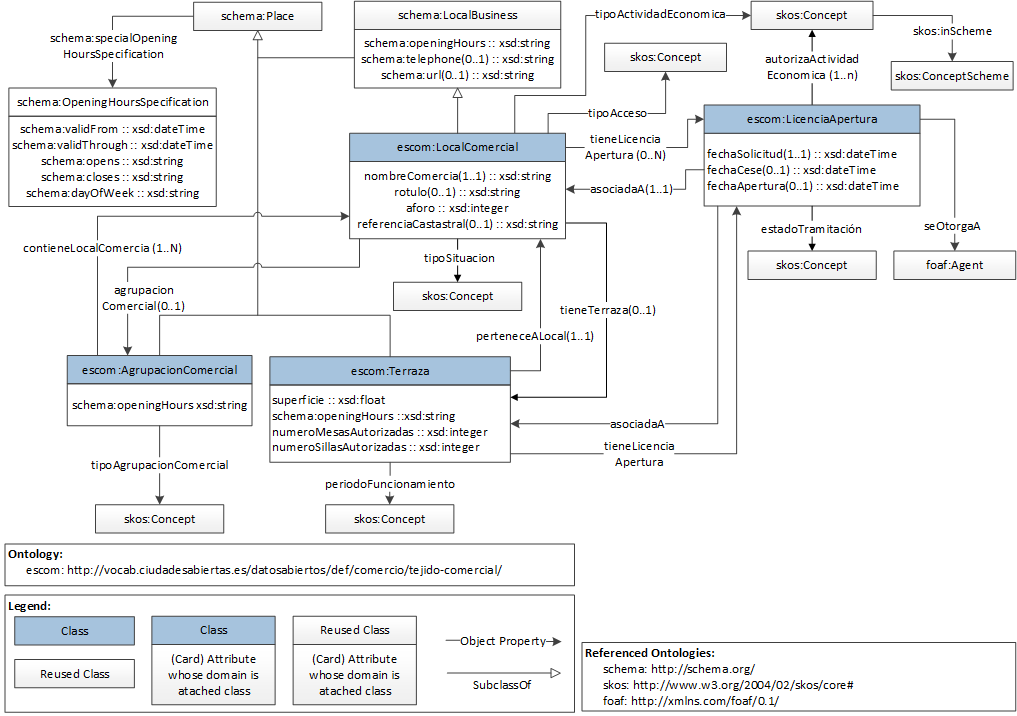 schema:Place
schema:specialOpening
HoursSpecification
schema:OpeningHoursSpecification
schema:validFrom :: xsd:dateTime
schema:validThrough :: xsd:dateTime
schema:opens :: xsd:string
schema:closes :: xsd:string
schema:dayOfWeek :: xsd:string
schema:LocalBusiness
schema:openingHours :: xsd:string
schema:telephone(0..1) :: xsd:string
schema:url(0..1) :: xsd:string
tipoActividadEconomica
skos:Concept
skos:inScheme
skos:ConceptScheme
skos:Concept
autorizaActividad
Economica (1..n)
tipoAcceso
escom:LocalComercial
nombreComercia(1..1) :: xsd:string
rotulo(0..1) :: xsd:string
aforo :: xsd:integer
referenciaCastastral(0..1) :: xsd:string
tieneLicencia
Apertura (0..N)
asociadaA(1..1)
escom:LicenciaApertura
fechaSolicitud(1..1) :: xsd:dateTime
fechaCese(0..1) :: xsd:dateTime
fechaApertura(0..1) :: xsd:dateTime
estadoTramitación
seOtorgaA
skos:Concept
foaf:Agent
contieneLocalComercia (1..N)
tipoSituacion
skos:Concept
agrupacion
Comercial(0..1)
tieneTerraza(0..1)
perteneceALocal(1..1)
escom:AgrupacionComercial
schema:openingHours xsd:string
escom:Terraza
superficie :: xsd:float
schema:openingHours ::xsd:string
numeroMesasAutorizadas :: xsd:integer
numeroSillasAutorizadas :: xsd:integer
asociadaA
tieneLicencia
Apertura
tipoAgrupacionComercial
periodoFuncionamiento
skos:Concept
skos:Concept
Ontology:
escom: http://vocab.ciudadesabiertas.es/datosabiertos/def/comercio/tejido-comercial/
Legend:
Class
Reused Class
Class
(Card) Attribute
whose domain is
atached class
Reused Class
(Card) Attribute
whose domain is
atached class
Object Property
SubclassOf
Referenced Ontologies:
schema: http://schema.org/
skos: http://www.w3.org/2004/02/skos/core#
foaf: http://xmlns.com/foaf/0.1/